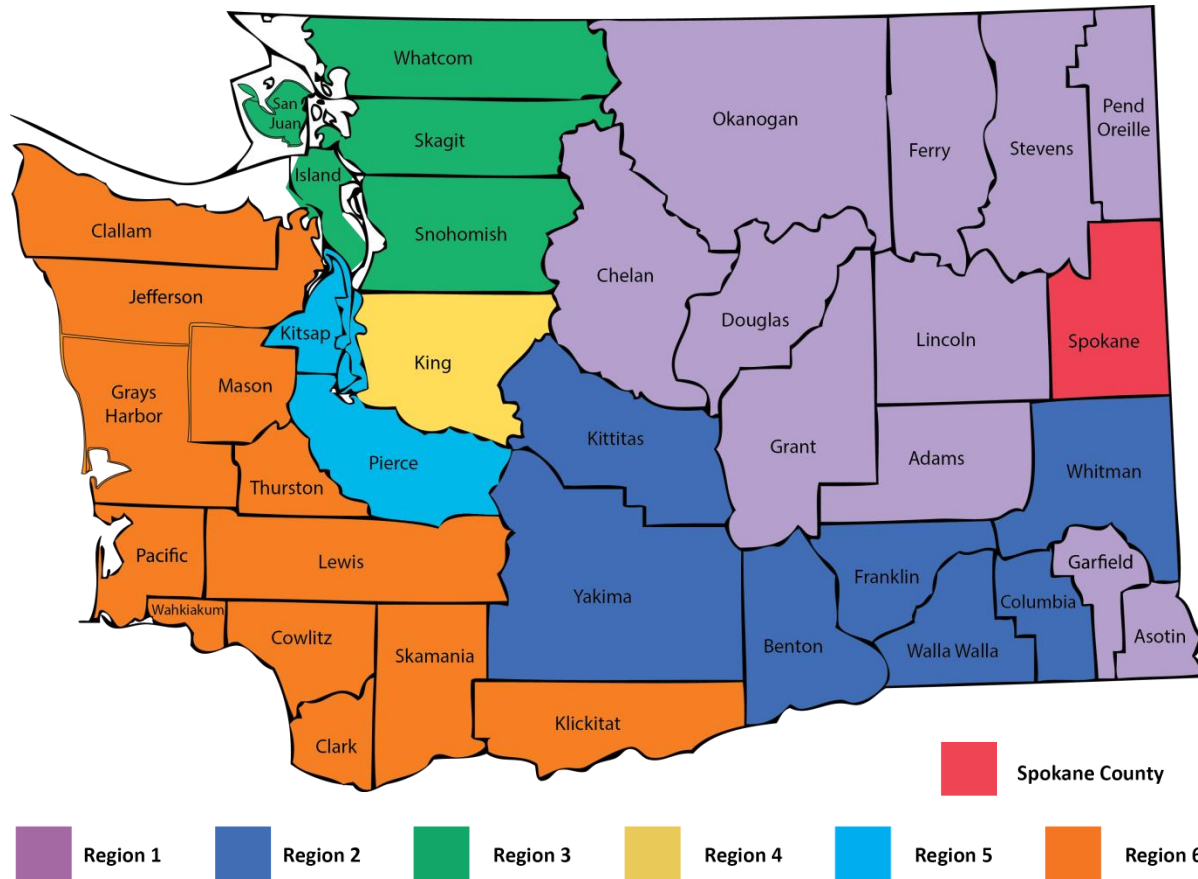 Whatcom
San
Juan
Skagit
Island
Snohomish
Okanogan
Ferry
Stevens
Pend
Oreille
Clallam
Jefferson
Chelan
Douglas
Lincoln
Spokane
Kitsap
King
Mason
Grays
Harbor
Kittitas
Grant
Adams
Pierce
Whitman
Thurston
Pacific
Lewis
Yakima
Franklin
Garfield
Columbia
Wahkiakum
Cowlitz
Skamania
Benton
Walla Walla
Asotin
Klickitat
Clark
Spokane County
Region 1
Region 2
Region 3
Region 4
Region 5
Region 6